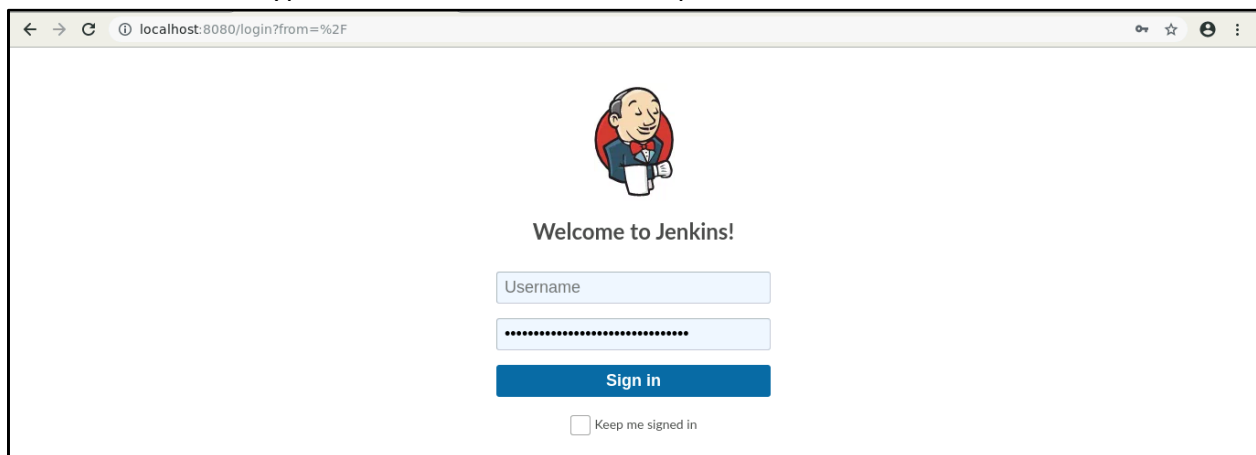 localhost:8080/login?from=%2F
Welcome to Jenkins!
Username
••••••••••••••••••••••••••••••••
Sign in
Keep me signed in